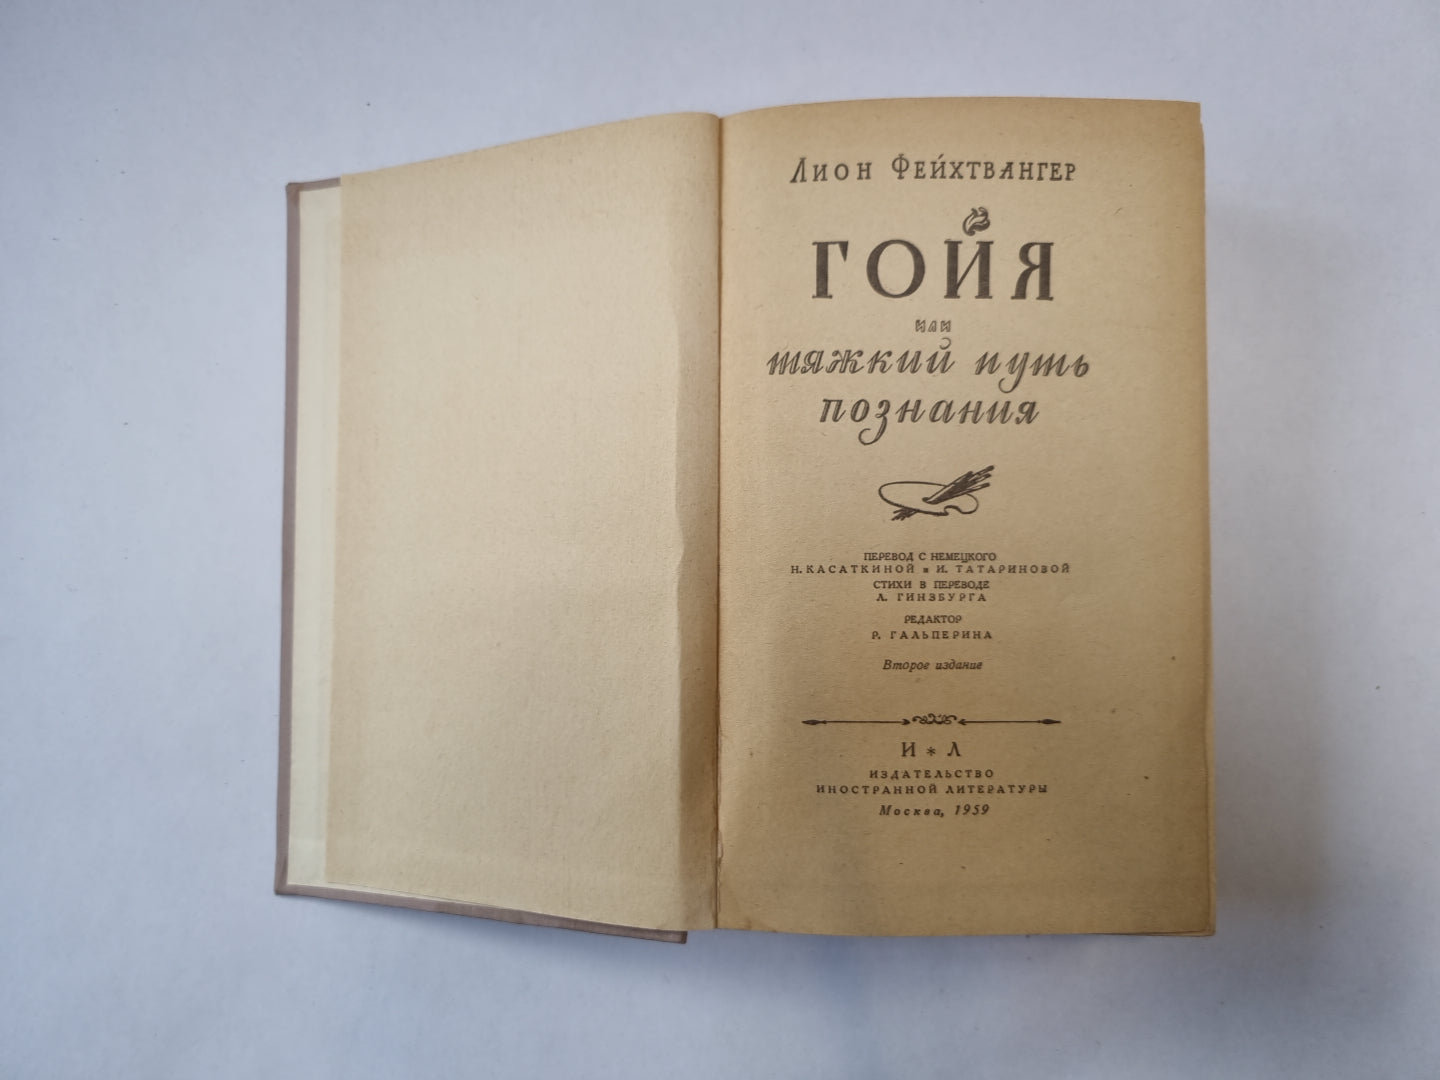 Лион Фейхтвангер
ГОЙЯ
или
тяжкий путь
познания
ПЕРЕВОД С НЕМЕЦКОГО
Н. КАСАТКИНОЙ и И. ТАТАРИНОВОЙ
СТИХИ В ПЕРЕВОДЕ
Л. ГИНЗБУРГА
РЕДАКТОР
Р. ГАЛЬПЕРИНА
Второе издание
И * Л
ИЗДАТЕЛЬСТВО
ИНОСТРАННОЙ ЛИТЕРАТУРЫ
Москва, 1959